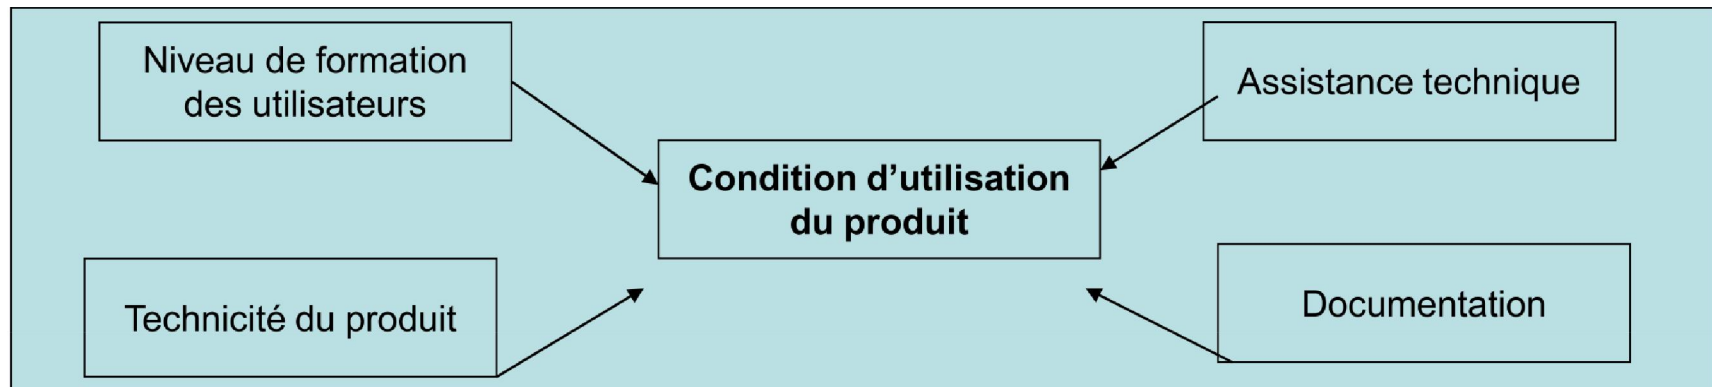 Niveau de formation
des utilisateurs
Assistance technique
Condition d’utilisation
du produit
Technicité du produit
Documentation